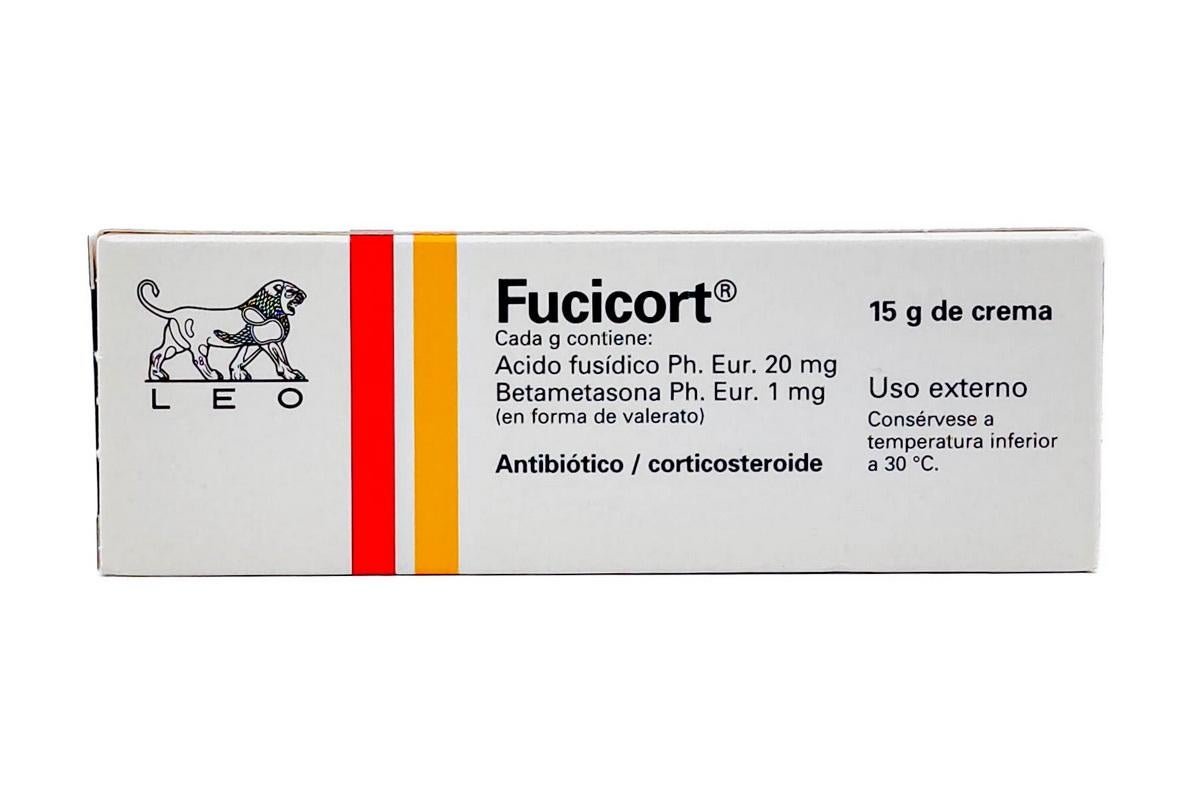 LEO
Fucicort®
Cada g contiene:
Acido fusídico Ph. Eur. 20 mg
Betametasona Ph. Eur. 1 mg
(en forma de valerato)
Antibiótico / corticosteroide
15 g de crema
Uso externo
Consérvese a
temperatura inferior
a 30 °C.